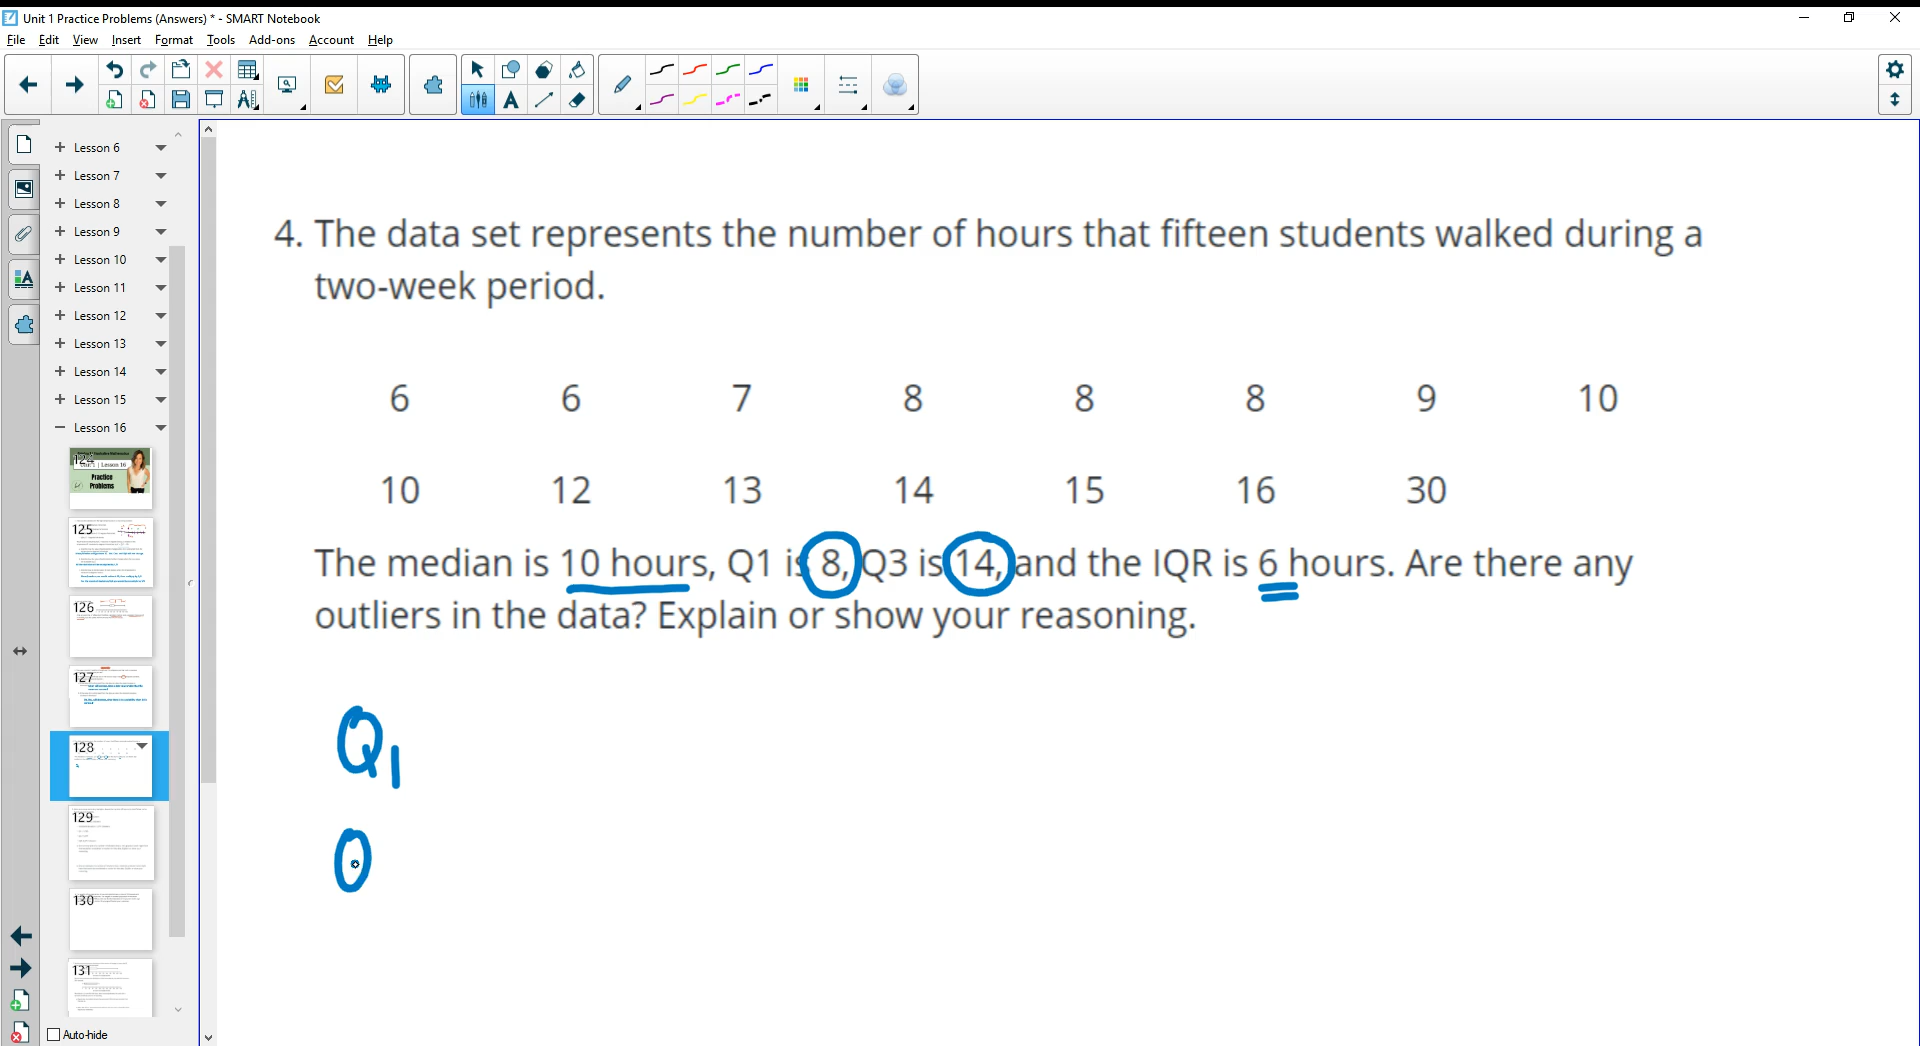 Unit 1 Practice Problems (Answers) * - SMART Notebook
File Edit View Insert Format Tools Add-ons Account Help
Lesson 6
Lesson 7
Lesson 8
Lesson 9
Lesson 10
Lesson 11
Lesson 12
Lesson 13
Lesson 14
Lesson 15
Lesson 16
124
Practice
Problems
125
126
127
128
129
130
131
Auto-hide
4. The data set represents the number of hours that fifteen students walked during a
two-week period.
6 6 7 8 8 8 9 10
10 12 13 14 15 16 30
The median is 10 hours, Q1 is 8, Q3 is 14, and the IQR is 6 hours. Are there any
outliers in the data? Explain or show your reasoning.
Q1
0